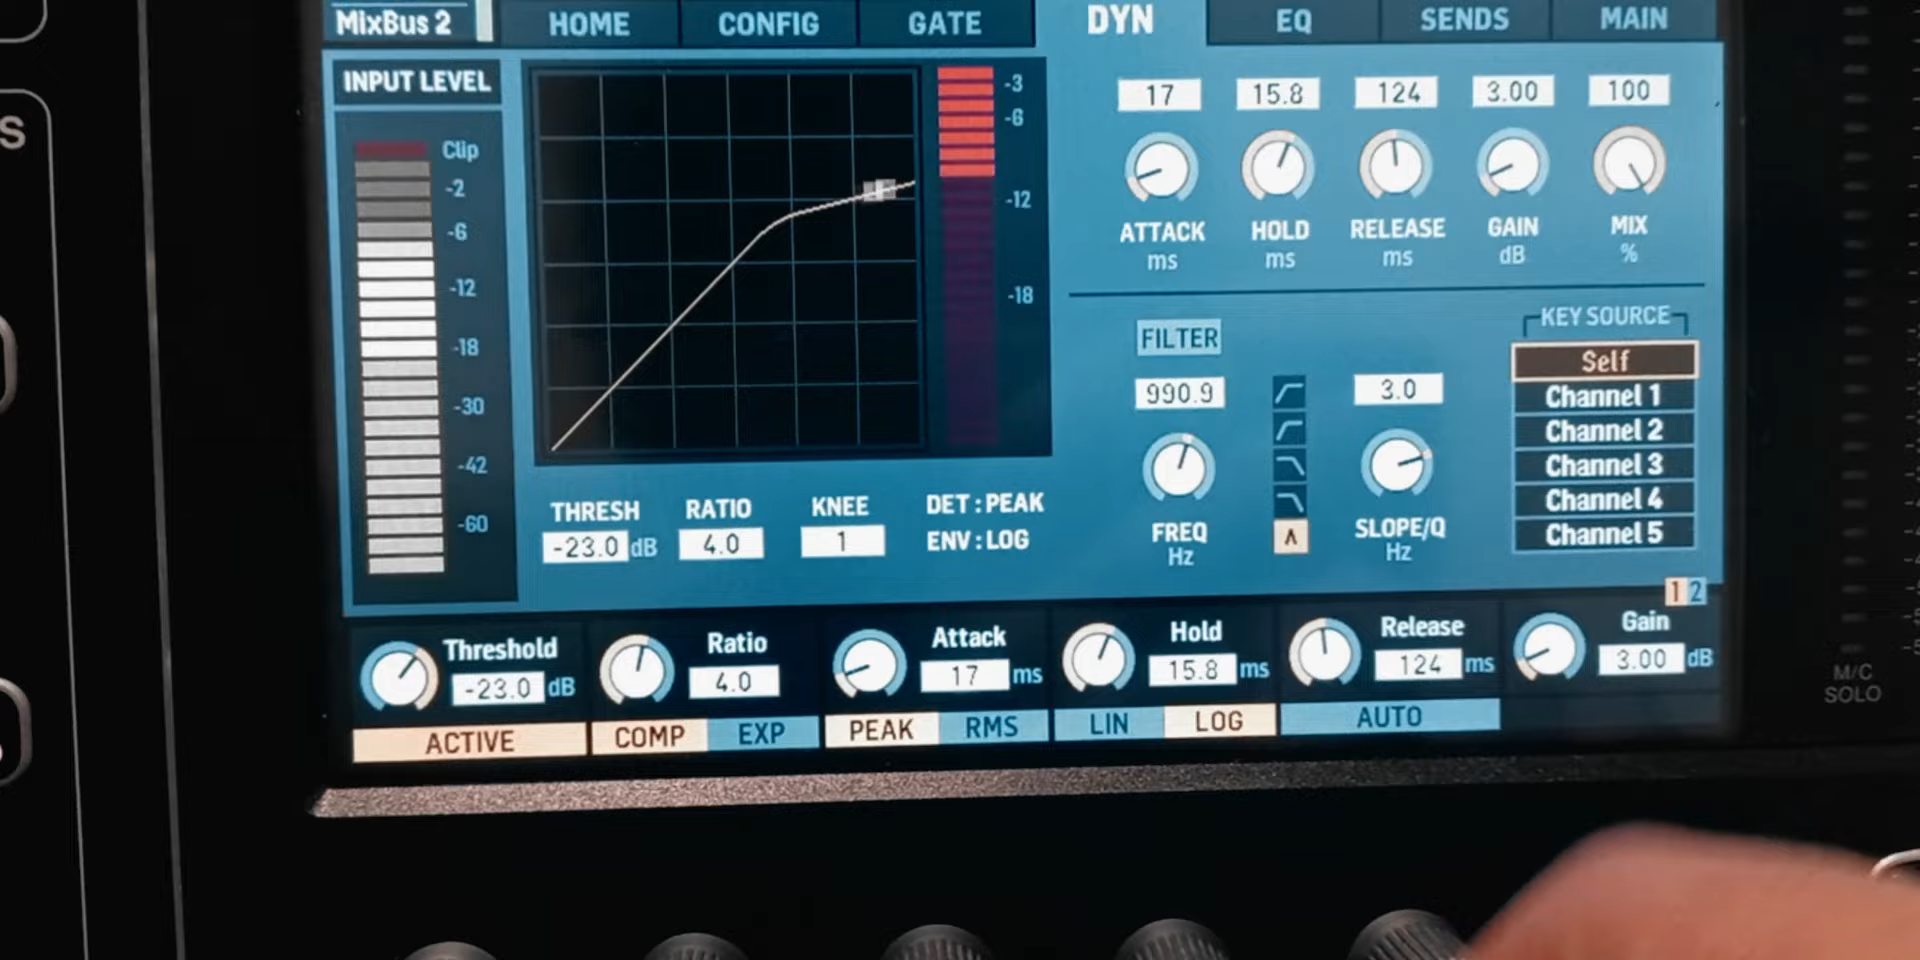 MixBus 2
HOME
CONFIG
GATE
DYN
EQ
SENDS
MAIN
S
INPUT LEVEL
Clip
-2
-6
-12
-18
-30
-42
-60
-3
-6
-12
-18
17
15.8
124
3.00
100
ATTACK
HOLD
RELEASE
GAIN
MIX
ms
ms
ms
dB
%
FILTER
990.9
FREQ
Hz
3.0
SLOPE/Q
Hz
KEY SOURCE
Self
Channel 1
Channel 2
Channel 3
Channel 4
Channel 5
THRESH
-23.0 dB
RATIO
4.0
KNEE
1
DET : PEAK
ENV : LOG
1 2
Threshold
-23.0 dB
Ratio
4.0
Attack
17 ms
Hold
15.8 ms
Release
124 ms
Gain
3.00 dB
ACTIVE
COMP
EXP
PEAK
RMS
LIN
LOG
AUTO
M/C
SOLO